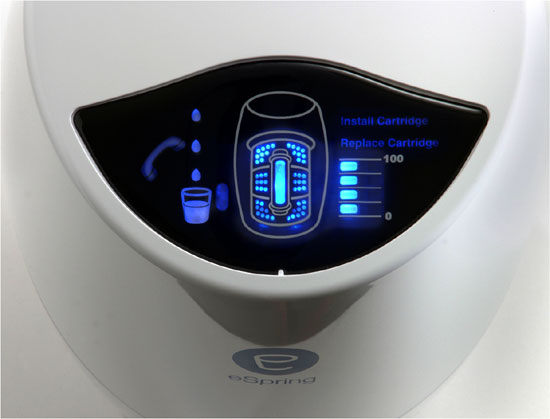 Install Cartridge
Replace Cartridge
100
0
eSpring